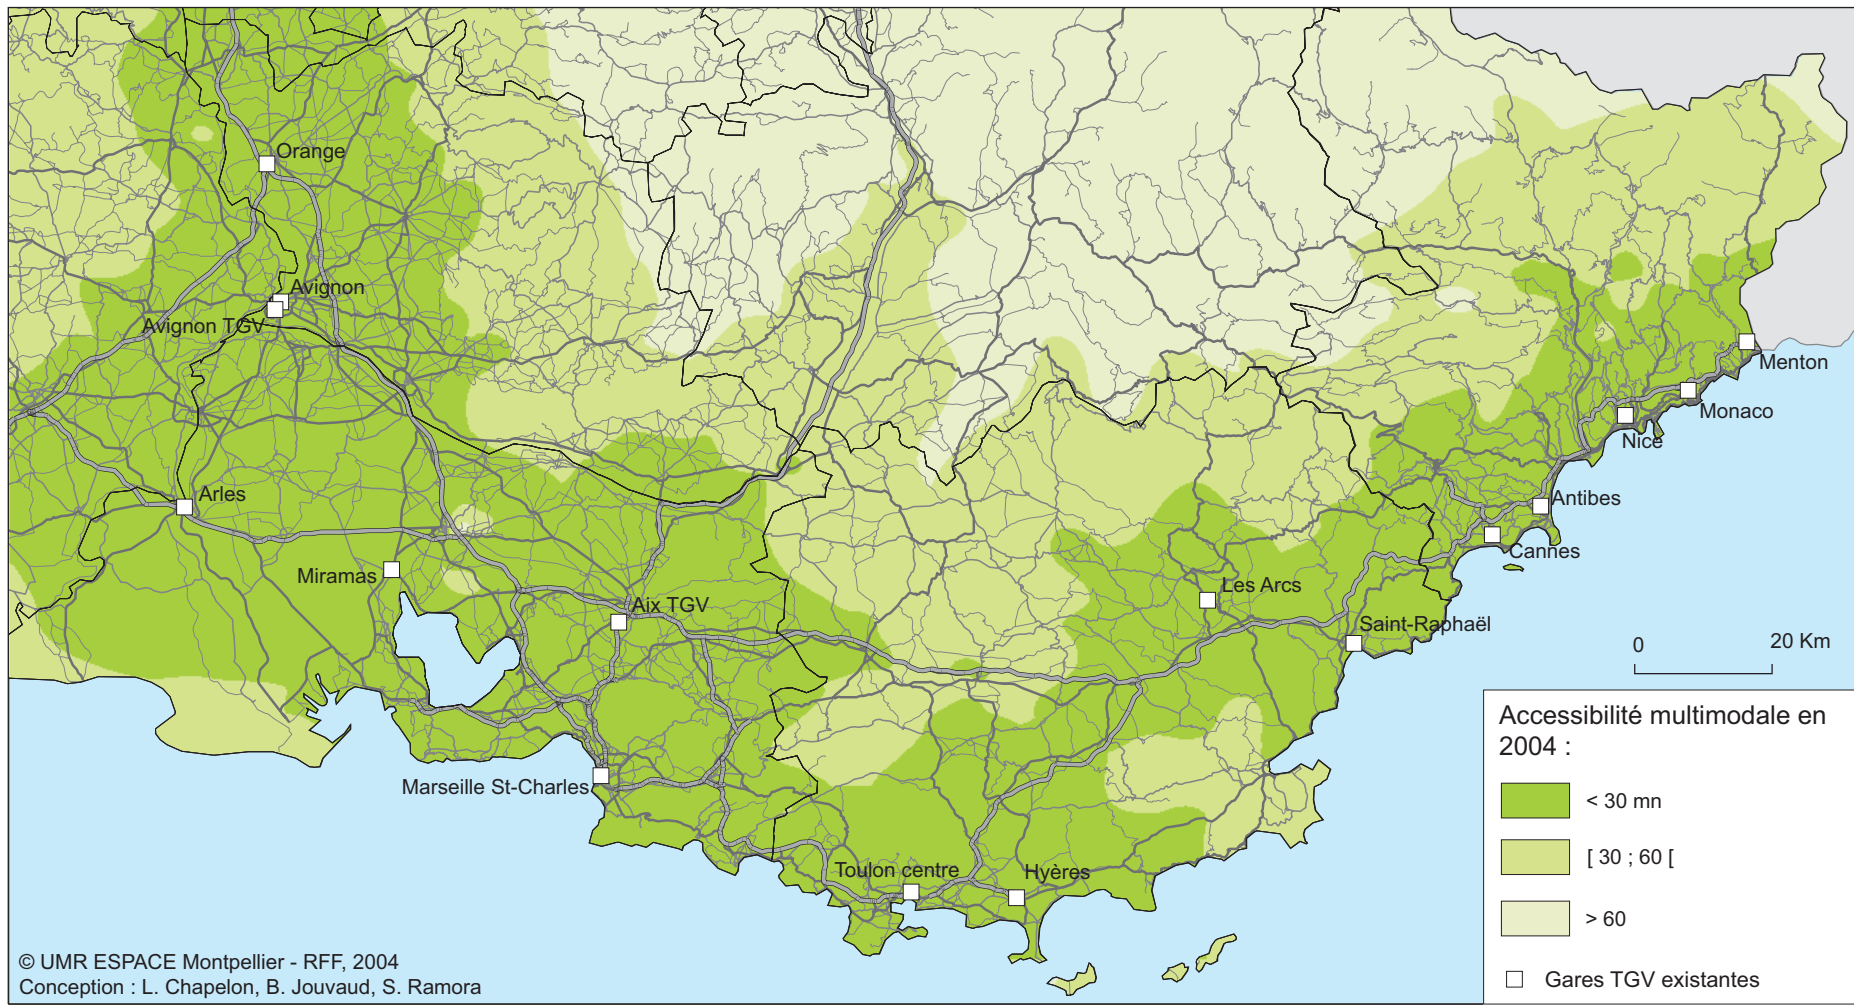 Orange
Avignon
Avignon TGV
Menton
Monaco
Nice
Arles
Antibes
Cannes
Miramas
Les Arcs
Aix TGV
Saint-Raphaël
0 20 Km
Marseille St-Charles
Toulon centre
Hyères
Accessibilité multimodale en
2004 :
< 30 mn
[ 30 ; 60 [
> 60
Gares TGV existantes
© UMR ESPACE Montpellier - RFF, 2004
Conception : L. Chapelon, B. Jouvaud, S. Ramora